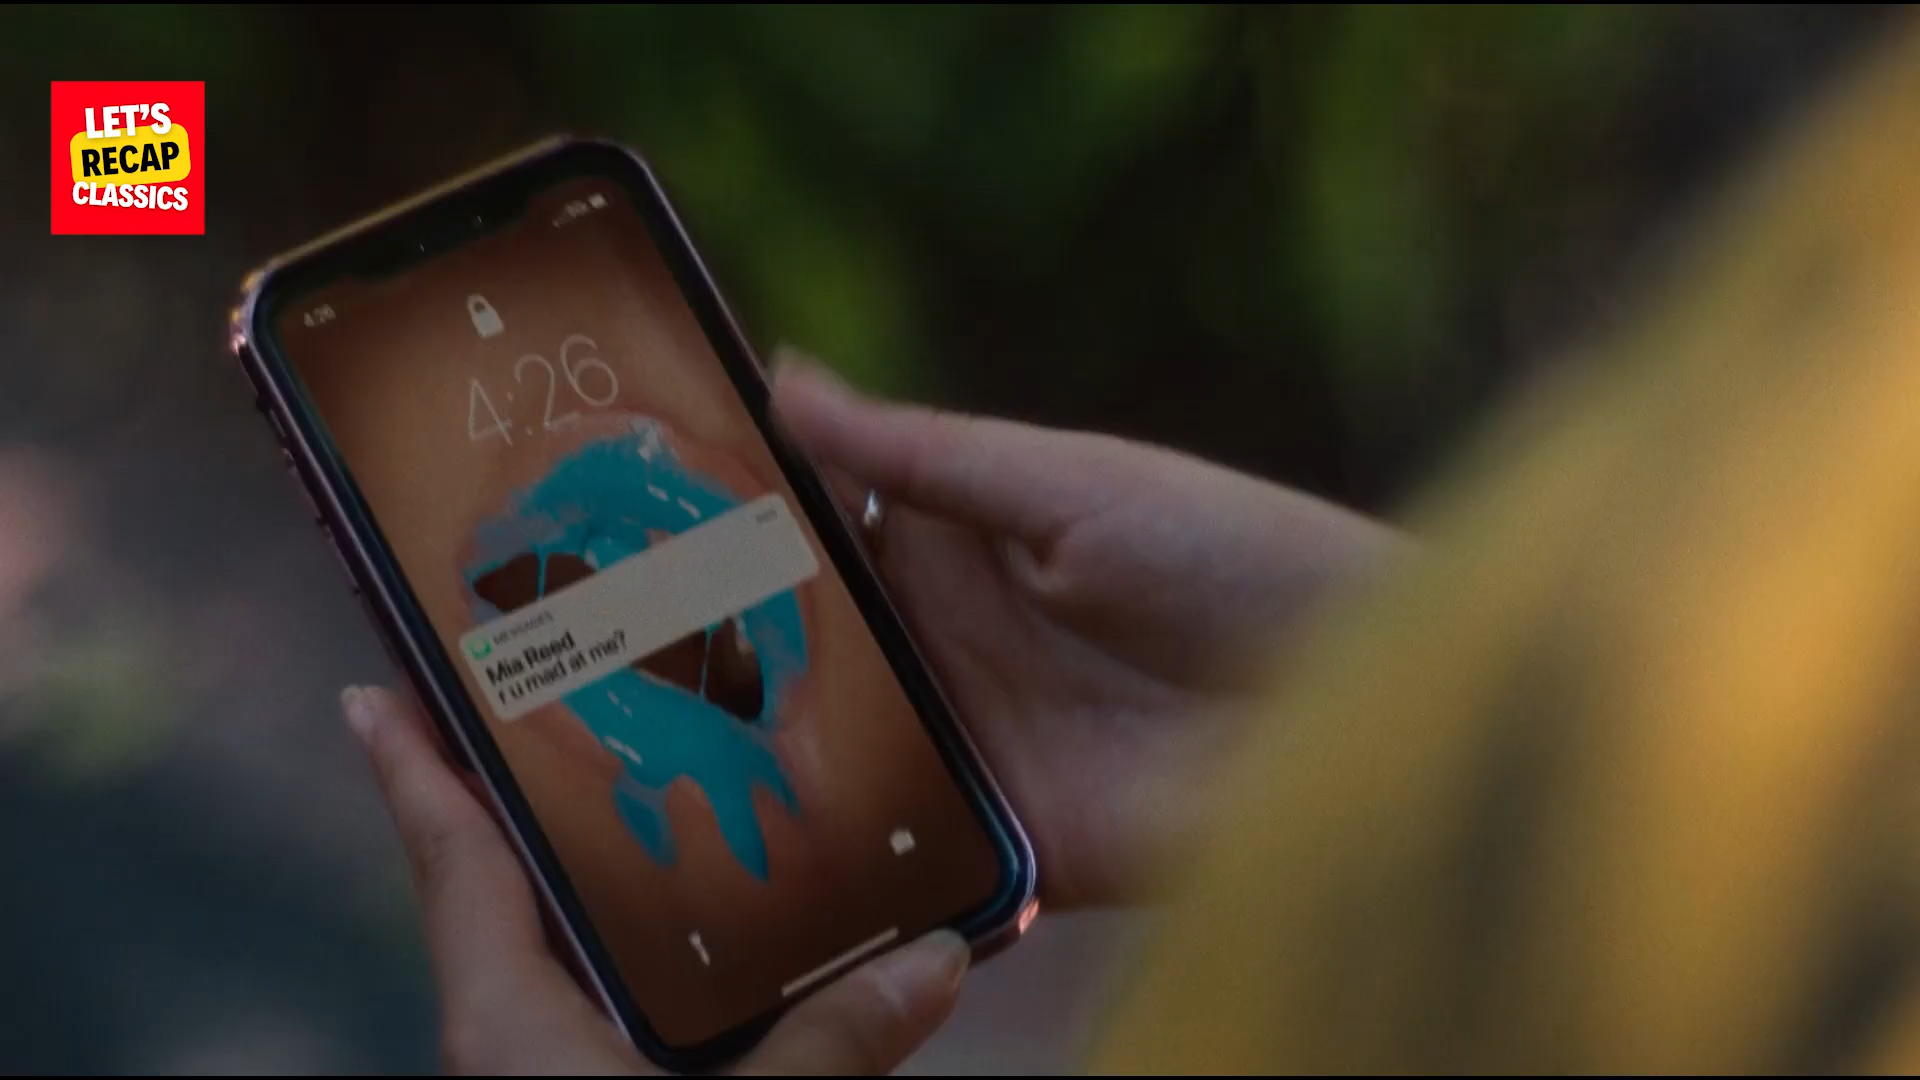 LET'S
RECAP
CLASSICS
4:26
4:26
MESSAGES
Mia Reed
r u mad at me?